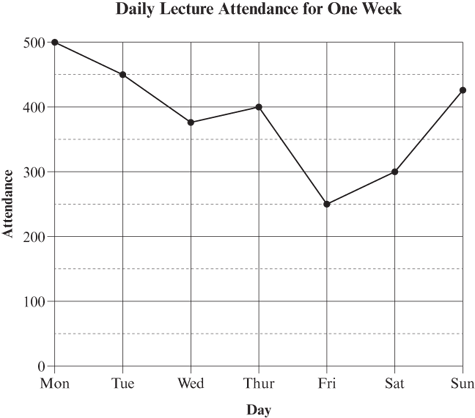 Daily Lecture Attendance for One Week
500
400
300
200
100
0
Attendance
Mon Tue Wed Thur Fri Sat Sun
Day